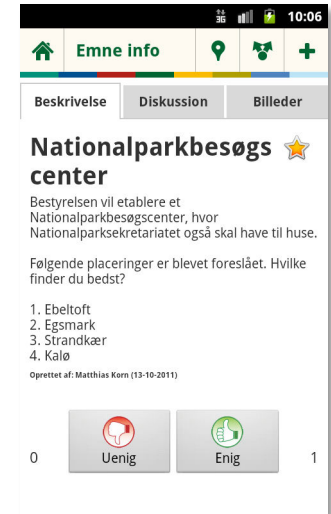 3G 10:06
Emne info
Beskrivelse Diskussion Billeder
Nationalparkbesøgs
center
Bestyrelsen vil etablere et
Nationalparkbesøgscenter, hvor
Nationalparksekretariatet også skal have til huse.
Følgende placeringer er blevet foreslået. Hvilke
finder du bedst?
1. Ebeltoft
2. Egsmark
3. Strandkær
4. Kalø
Oprettet af: Matthias Korn (13-10-2011)
0 Uenig Enig 1